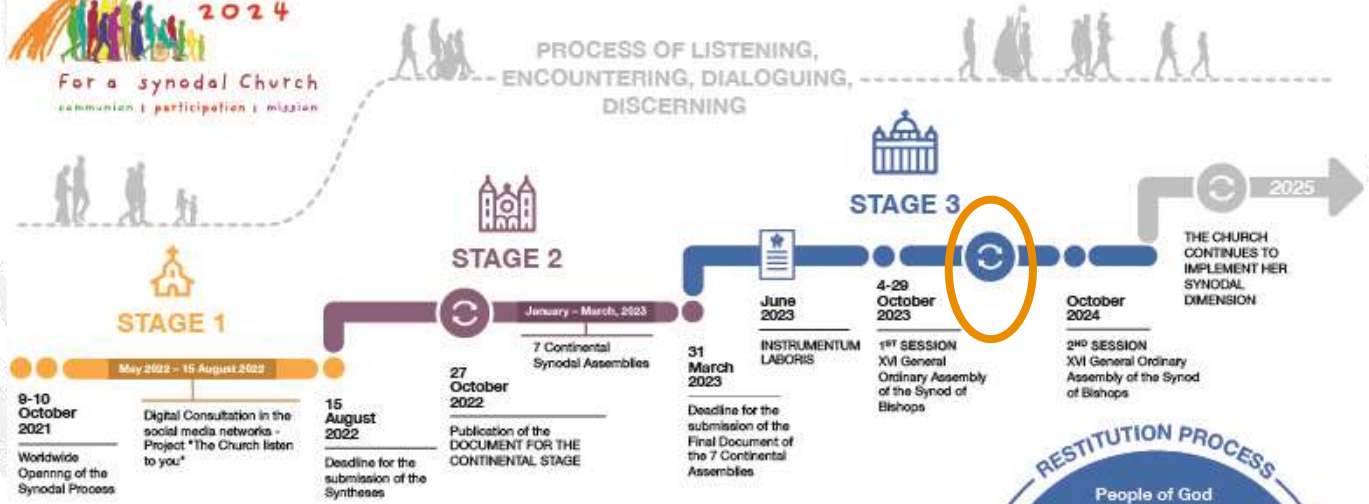 2024
For a synodal Church
communion | participation | mission
PROCESS OF LISTENING,
ENCOUNTERING, DIALOGUING,
DISCERNING
STAGE 1
May 2022 – 15 August 2022
9-10
October
2021
Worldwide
Openning of the
Synodal Process
Digital Consultation in the
social media networks -
Project "The Church listen
to you"
STAGE 2
January – March, 2023
15
August
2022
Deadline for the
submission of the
Syntheses
27
October
2022
Publication of the
DOCUMENT FOR THE
CONTINENTAL STAGE
7 Continental
Synodal Assemblies
31
March
2023
Deadline for the
submission of the
Final Document of
the 7 Continental
Assemblies
STAGE 3
June
2023
INSTRUMENTUM
LABORIS
4-29
October
2023
1ST SESSION
XVI General
Ordinary Assembly
of the Synod of
Bishops
October
2024
2ND SESSION
XVI General Ordinary
Assembly of the Synod
of Bishops
2025
THE CHURCH
CONTINUES TO
IMPLEMENT HER
SYNODAL
DIMENSION
RESTITUTION PROCESS
People of God